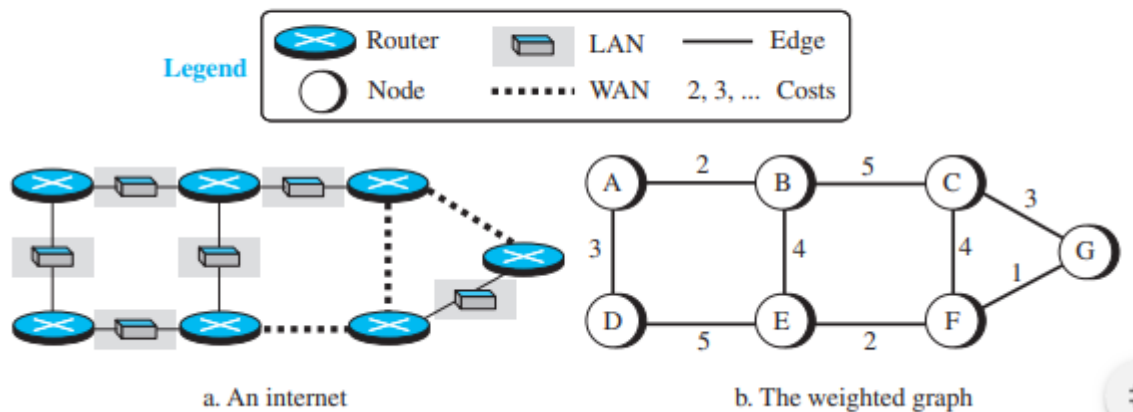 Legend
Router LAN Edge
Node WAN 2, 3, ... Costs
A 2 B 5 C
3
3 4 4 G
1
D 5 E 2 F
a. An internet b. The weighted graph